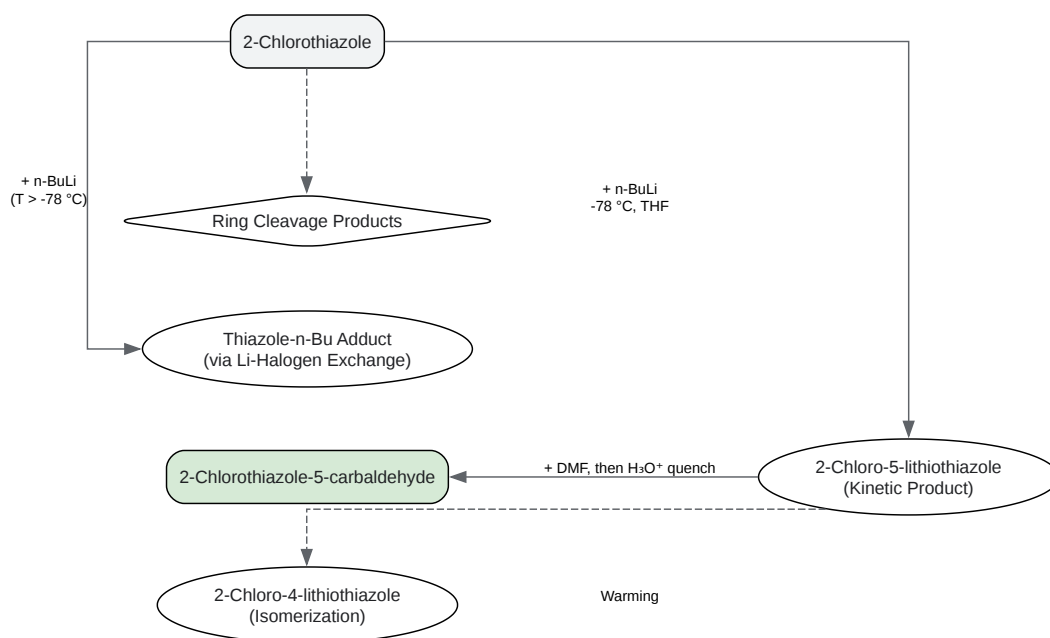 2-Chlorothiazole
+ n-BuLi
(T > -78 °C)
+ n-BuLi
-78 °C, THF
Ring Cleavage Products
Thiazole-n-Bu Adduct
(via Li-Halogen Exchange)
2-Chlorothiazole-5-carbaldehyde
+ DMF, then H₃O⁺ quench
2-Chloro-5-lithiothiazole
(Kinetic Product)
2-Chloro-4-lithiothiazole
(Isomerization)
Warming